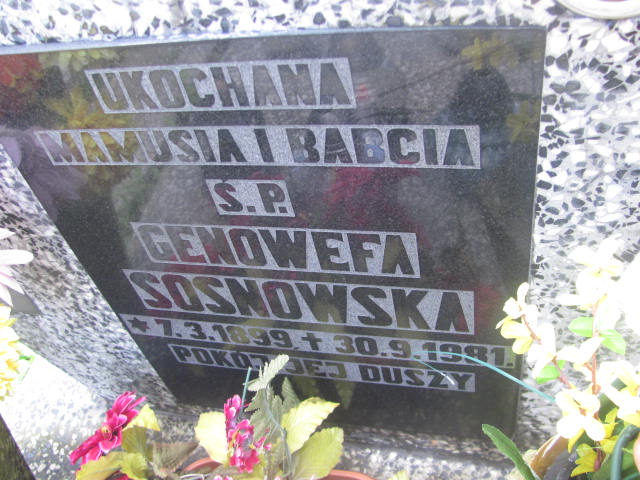 UKOCHANA
MAMUSIA I BABCIA
Ś.P.
GENOWEFA
SOSNOWSKA
* 7.3.1899 + 30.9.1981.
POKÓJ JEJ DUSZY